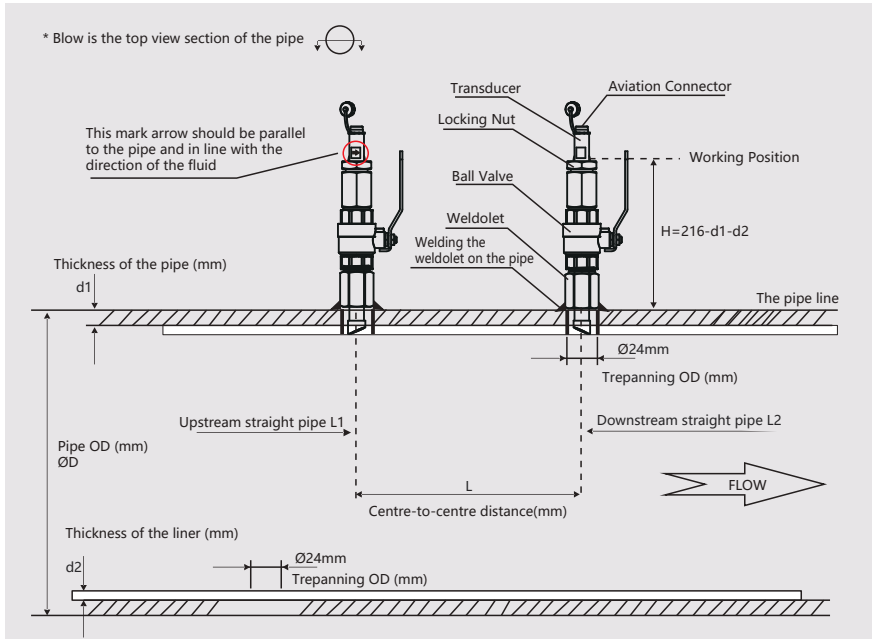 * Blow is the top view section of the pipe
Transducer
Aviation Connector
Locking Nut
This mark arrow should be parallel
to the pipe and in line with the
direction of the fluid
Working Position
Ball Valve
Weldolet
H=216-d1-d2
Welding the
weldolet on the pipe
Thickness of the pipe (mm)
d1
The pipe line
Ø24mm
Trepanning OD (mm)
Upstream straight pipe L1
Downstream straight pipe L2
Pipe OD (mm)
ØD
L
FLOW
Centre-to-centre distance(mm)
Thickness of the liner (mm)
Ø24mm
d2
Trepanning OD (mm)